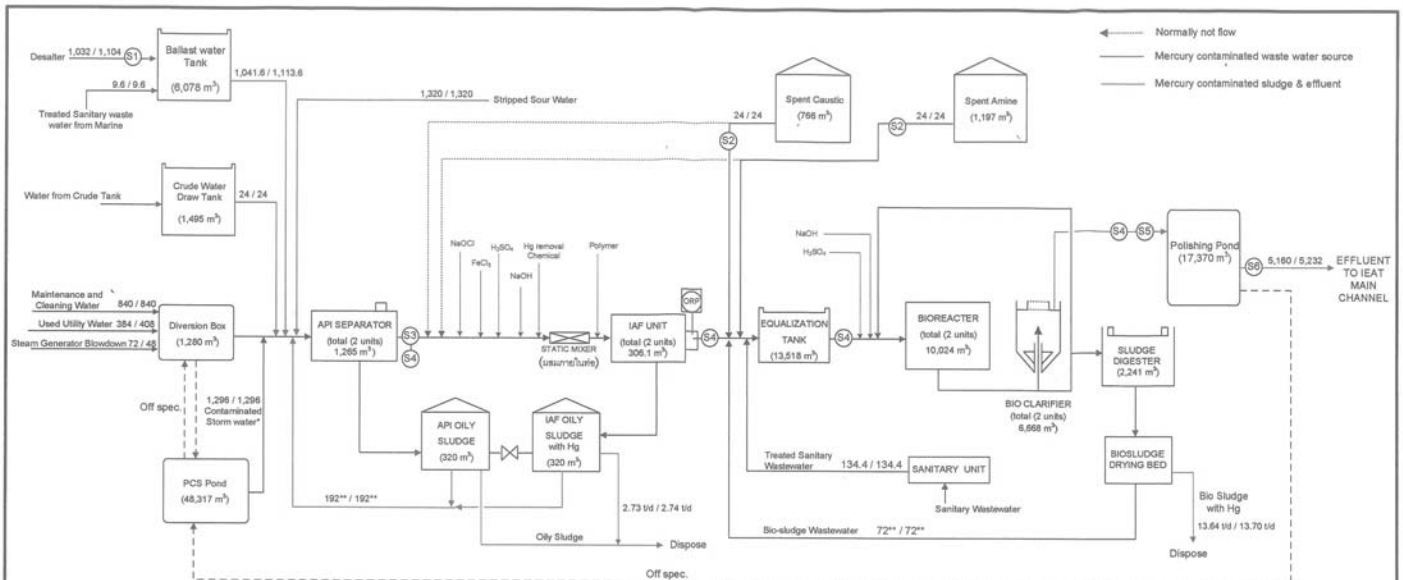 Desalter
1,032 / 1,104
S1
Ballast water
Tank
(6,078 m³)
1,041.6 / 1,113.6
9.6 / 9.6
Treated Sanitary waste
water from Marine
1,320 / 1,320
Stripped Sour Water
Spent Caustic
(766 m³)
24 / 24
S2
Spent Amine
(1,197 m³)
24 / 24
S2
Normally not flow
Mercury contaminated waste water source
Mercury contaminated sludge & effluent
Water from Crude Tank
Crude Water
Draw Tank
(1,495 m³)
24 / 24
Maintenance and
Cleaning Water
840 / 840
Used Utility Water 384 / 408
Steam Generator Blowdown 72 / 48
Diversion Box
(1,280 m³)
Off spec.
1,296 / 1,296
Contaminated
Storm water*
PCS Pond
(48,317 m³)
API SEPARATOR
(total (2 units)
1,265 m³)
S3
S4
NaOCl
FeCl₃
H₂SO₄
NaOH
Hg removal
Chemical
Polymer
STATIC MIXER
(ผสมภายในท่อ)
ORP
IAF UNIT
(total (2 units)
306.1 m³)
S4
EQUALIZATION
TANK
(13,518 m³)
S4
NaOH
H₂SO₄
BIOREACTER
(total (2 units)
10,024 m³)
BIO CLARIFIER
(total (2 units)
6,668 m³)
S4
S5
Polishing Pond
(17,370 m³)
S6
5,160 / 5,232
EFFLUENT
TO IEAT
MAIN
CHANNEL
SLUDGE
DIGESTER
(2,241 m³)
BIOSLUDGE
DRYING BED
Bio Sludge
with Hg
13.64 t/d / 13.70 t/d
Dispose
API OILY
SLUDGE
(320 m³)
IAF OILY
SLUDGE
with Hg
(320 m³)
192** / 192**
2.73 t/d / 2.74 t/d
Oily Sludge
Dispose
Treated Sanitary
Wastewater
134.4 / 134.4
SANITARY UNIT
Sanitary Wastewater
Bio-sludge Wastewater
72** / 72**
Off spec.